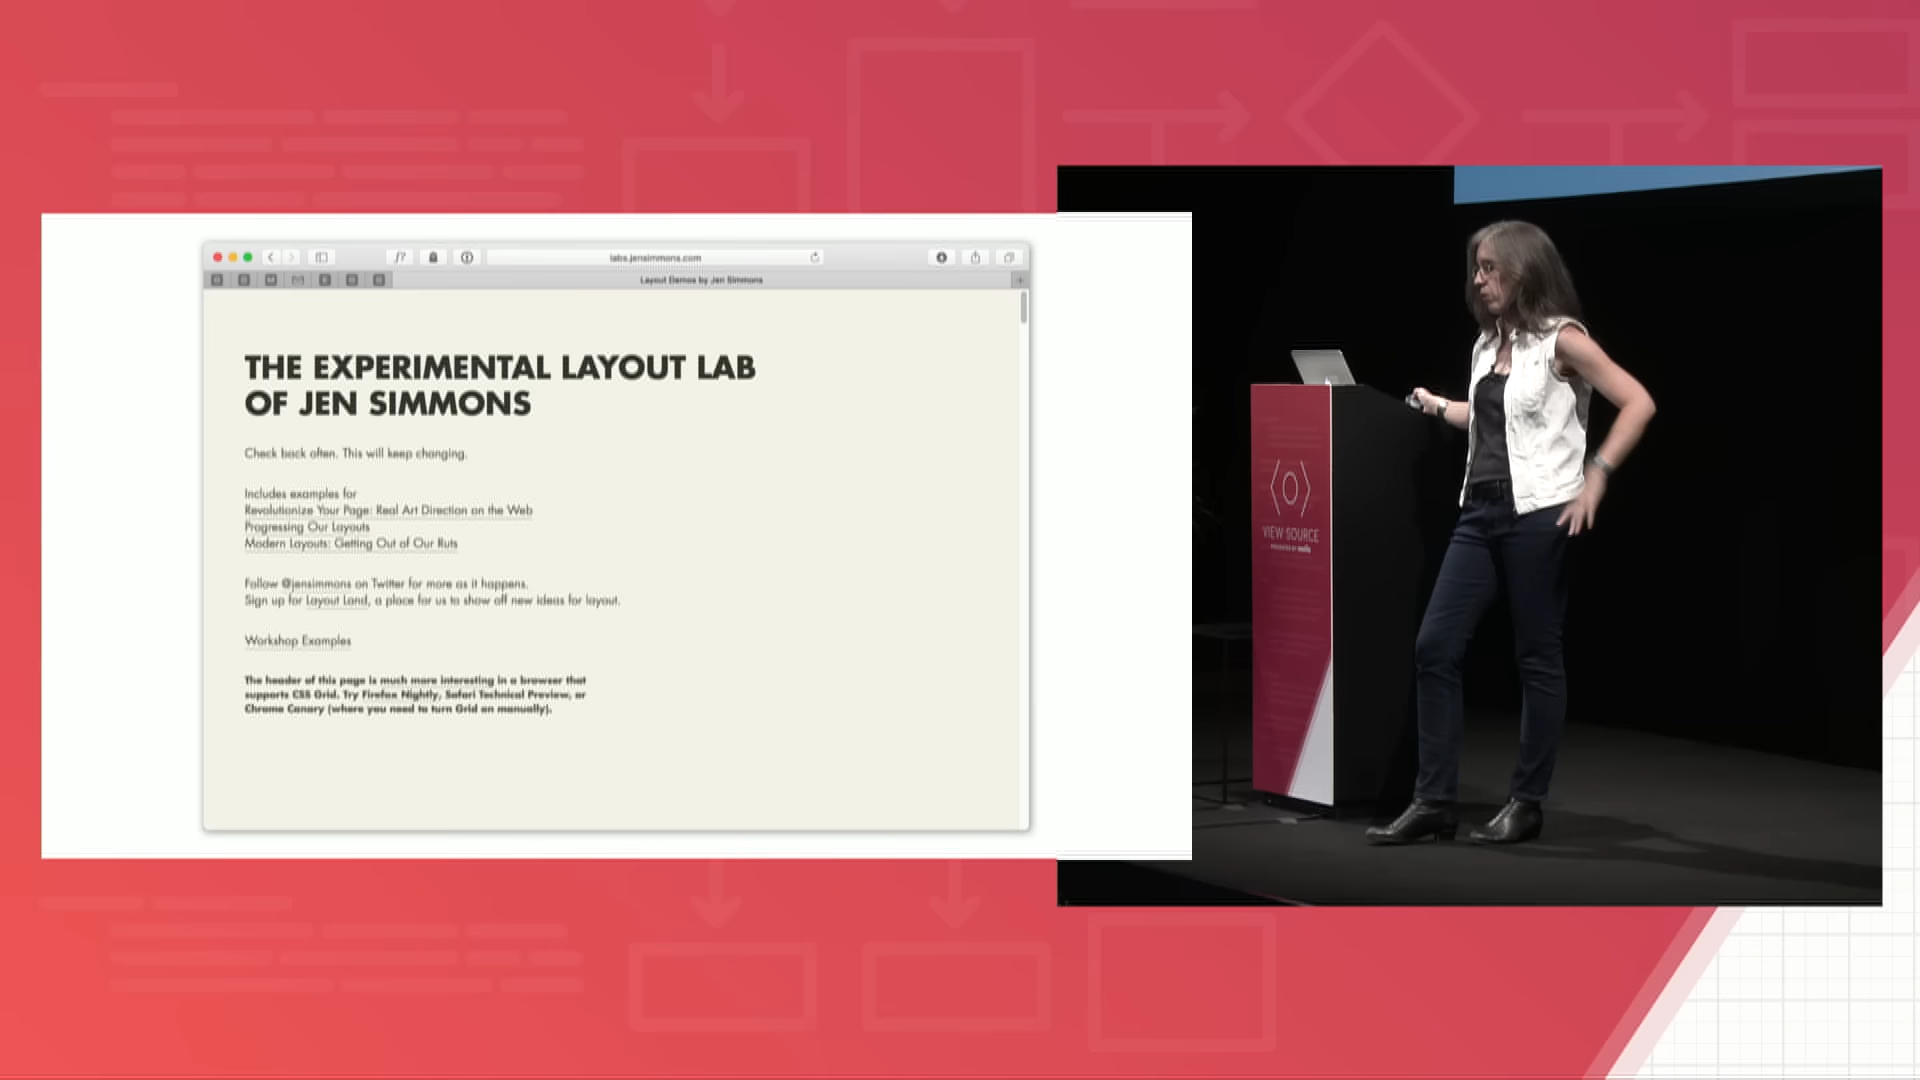 labs.jensimmons.com
Layout Demos by Jen Simmons
THE EXPERIMENTAL LAYOUT LAB
OF JEN SIMMONS
Check back often. This will keep changing.
Includes examples for
Revolutionize Your Page: Real Art Direction on the Web
Progressing Our Layouts
Modern Layouts: Getting Out of Our Ruts
Follow @jensimmons on Twitter for more as it happens.
Sign up for Layout Land, a place for us to show off new ideas for layout.
Workshop Examples
The header of this page is much more interesting in a browser that
supports CSS Grid. Try Firefox Nightly, Safari Technical Preview, or
Chrome Canary (where you need to turn Grid on manually).
VIEW SOURCE
PRESENTED BY